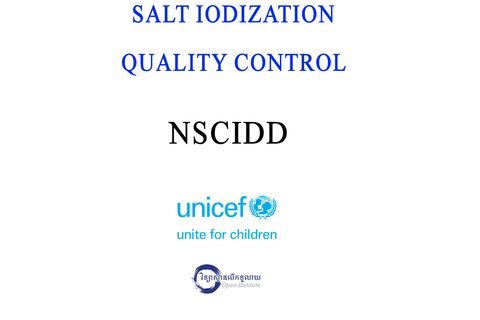 SALT IODIZATION
QUALITY CONTROL
NSCIDD
unicef
unite for children
វិទ្យាស្ថានបើកទូលាយ
Open Institute